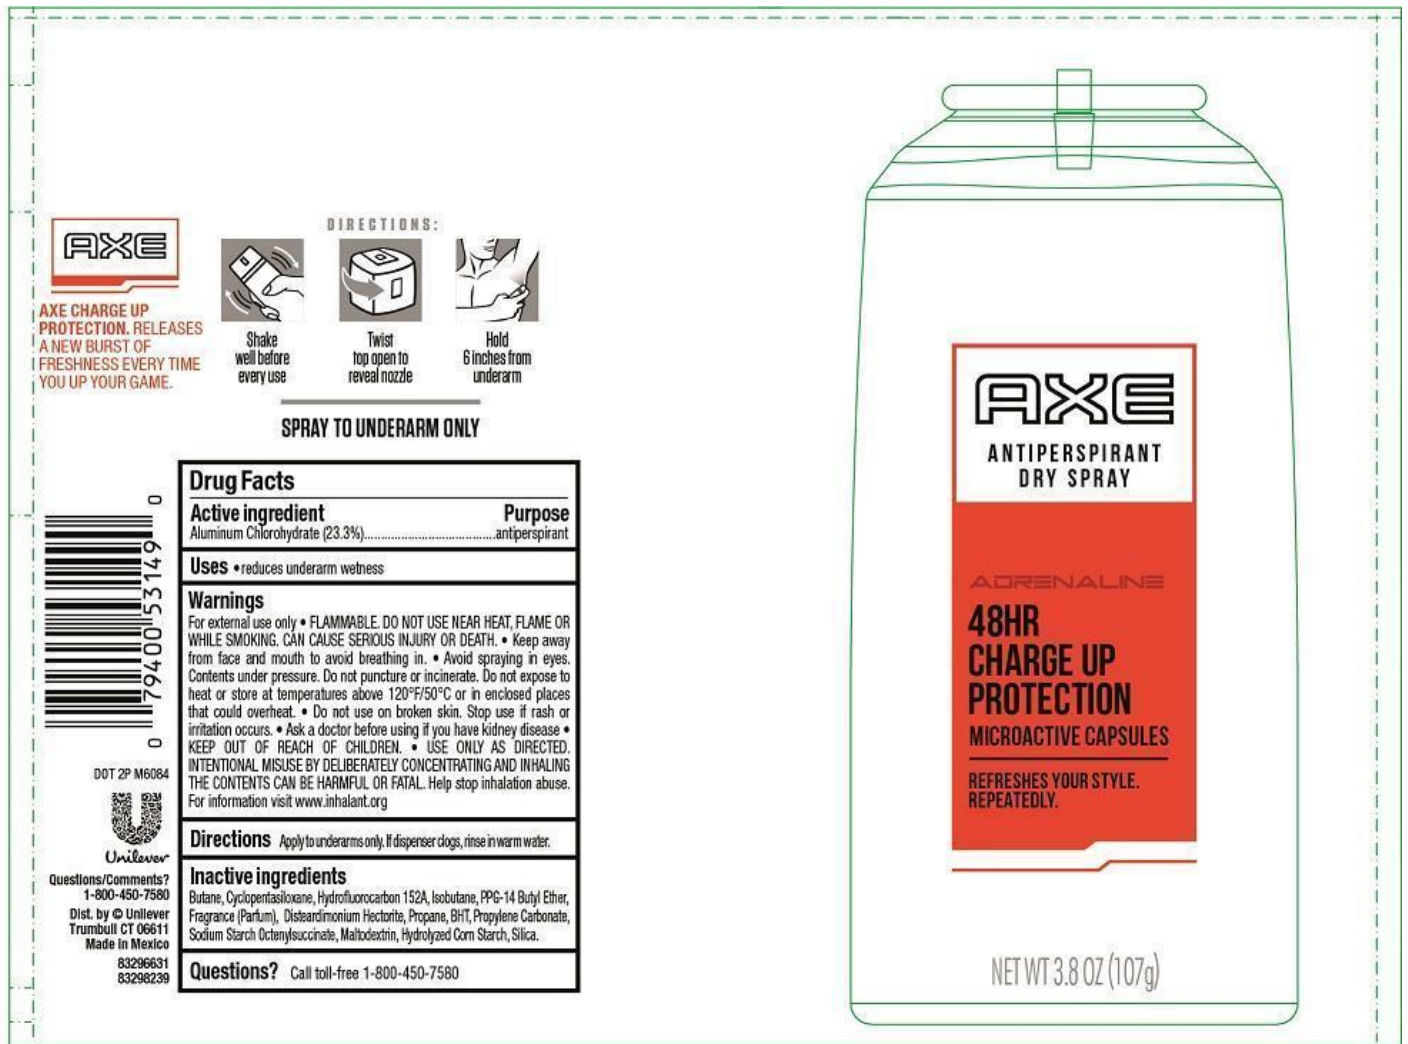 AXE
AXE CHARGE UP
PROTECTION. RELEASES
A NEW BURST OF
FRESHNESS EVERY TIME
YOU UP YOUR GAME.
DIRECTIONS:
Shake
well before
every use
Twist
top open to
reveal nozzle
Hold
6 inches from
underarm
SPRAY TO UNDERARM ONLY
Drug Facts
Active ingredient Purpose
Aluminum Chlorohydrate (23.3%).......................................antiperspirant
Uses • reduces underarm wetness
Warnings
For external use only • FLAMMABLE. DO NOT USE NEAR HEAT, FLAME OR
WHILE SMOKING. CAN CAUSE SERIOUS INJURY OR DEATH. • Keep away
from face and mouth to avoid breathing in. • Avoid spraying in eyes.
Contents under pressure. Do not puncture or incinerate. Do not expose to
heat or store at temperatures above 120°F/50°C or in enclosed places
that could overheat. • Do not use on broken skin. Stop use if rash or
irritation occurs. • Ask a doctor before using if you have kidney disease •
KEEP OUT OF REACH OF CHILDREN. • USE ONLY AS DIRECTED.
INTENTIONAL MISUSE BY DELIBERATELY CONCENTRATING AND INHALING
THE CONTENTS CAN BE HARMFUL OR FATAL. Help stop inhalation abuse.
For information visit www.inhalant.org
Directions Apply to underarms only. If dispenser clogs, rinse in warm water.
Inactive ingredients
Butane, Cyclopentasiloxane, Hydrofluorocarbon 152A, Isobutane, PPG-14 Butyl Ether,
Fragrance (Parfum), Disteardimonium Hectorite, Propane, BHT, Propylene Carbonate,
Sodium Starch Octenylsuccinate, Maltodextrin, Hydrolyzed Corn Starch, Silica.
Questions? Call toll-free 1-800-450-7580
0 79400 53149 0
DOT 2P M6084
Unilever
Questions/Comments?
1-800-450-7580
Dist. by © Unilever
Trumbull CT 06611
Made in Mexico
83296631
83298239
AXE
ANTIPERSPIRANT
DRY SPRAY
ADRENALINE
48HR
CHARGE UP
PROTECTION
MICROACTIVE CAPSULES
REFRESHES YOUR STYLE.
REPEATEDLY.
NET WT 3.8 OZ (107g)